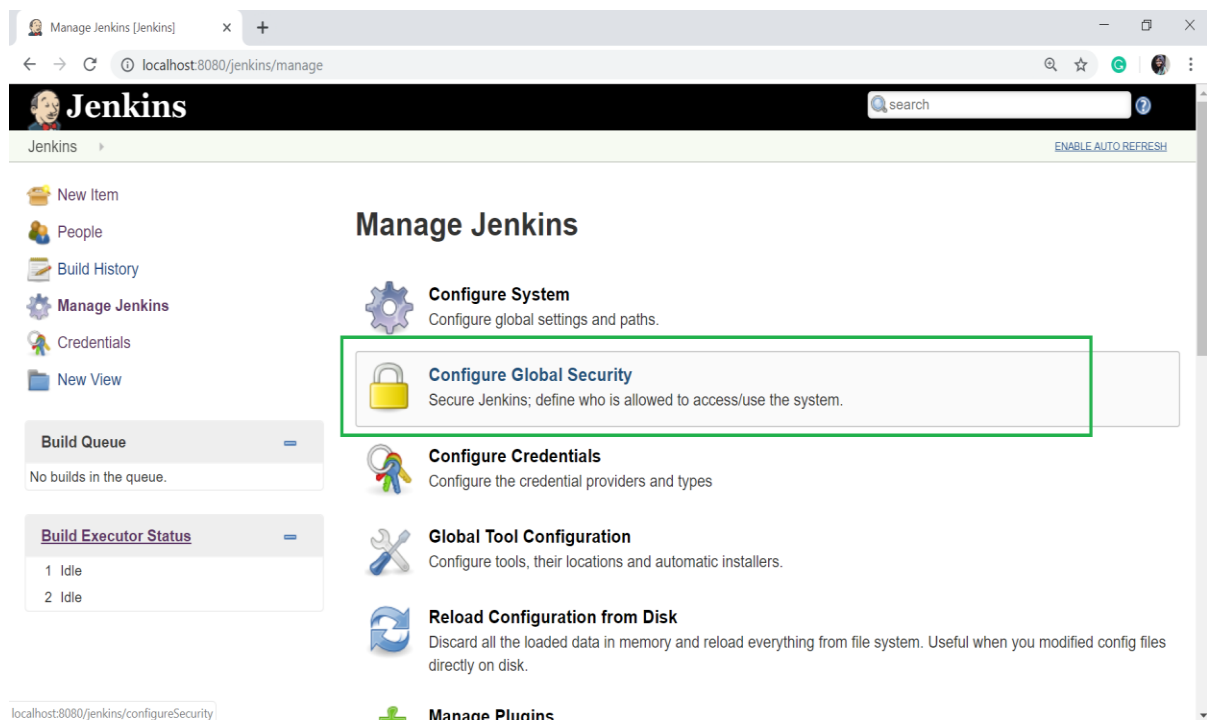 Manage Jenkins [Jenkins]
localhost:8080/jenkins/manage
Jenkins
search
Jenkins
ENABLE AUTO REFRESH
New Item
People
Build History
Manage Jenkins
Credentials
New View
Build Queue
No builds in the queue.
Build Executor Status
1 Idle
2 Idle
Manage Jenkins
Configure System
Configure global settings and paths.
Configure Global Security
Secure Jenkins; define who is allowed to access/use the system.
Configure Credentials
Configure the credential providers and types
Global Tool Configuration
Configure tools, their locations and automatic installers.
Reload Configuration from Disk
Discard all the loaded data in memory and reload everything from file system. Useful when you modified config files
directly on disk.
Manage Plugins
localhost:8080/jenkins/configureSecurity